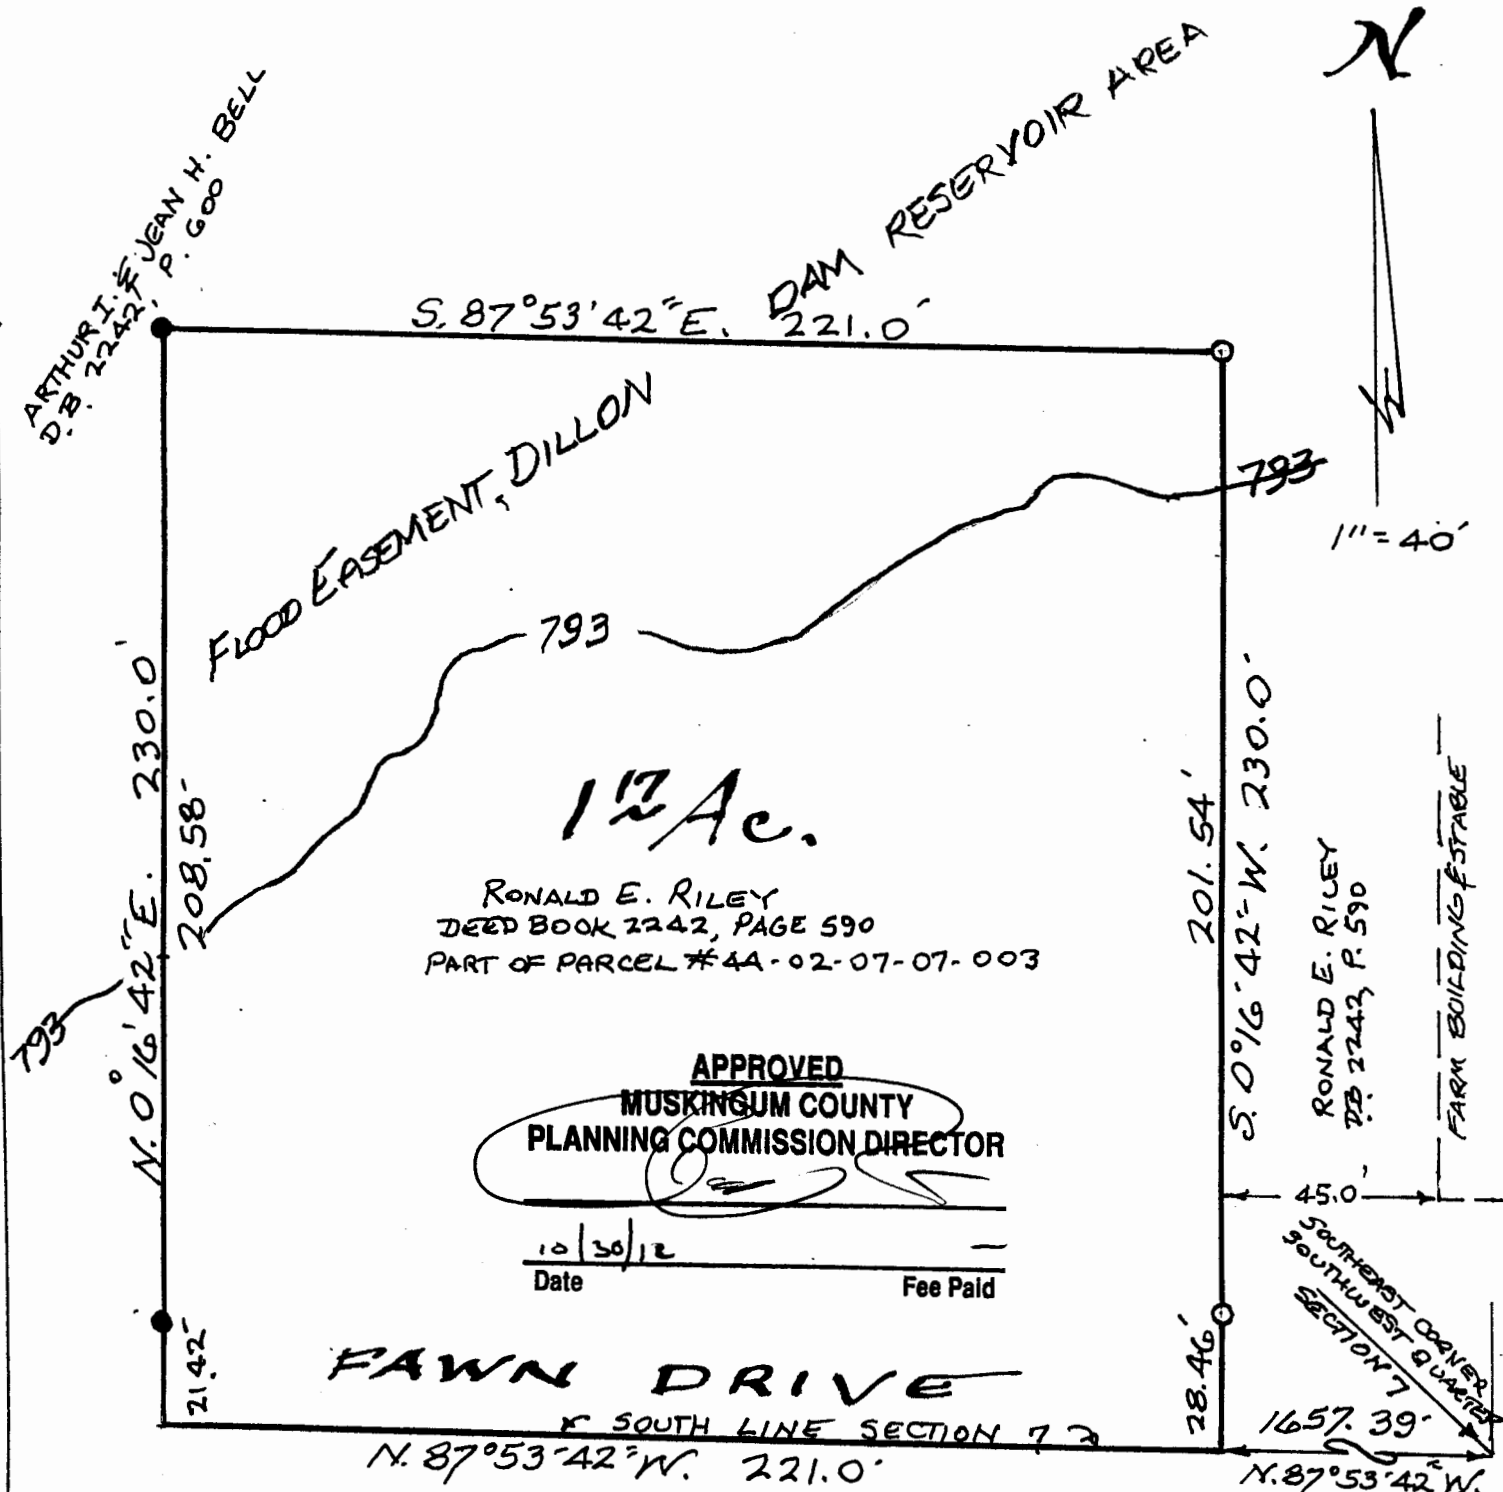 N
1"=40'
ARTHUR I. & JEAN H. BELL
D.B. 2242, P. 600
S. 87°53'42"E. 221.0'
FLOOD EASEMENT, DILLON DAM RESERVOIR AREA
793
793
793
N. 0°16'42"E. 230.0'
208.58'
1 17 Ac.
RONALD E. RILEY
DEED BOOK 2242, PAGE 590
PART OF PARCEL #44-02-07-07-003
201.54'
S. 0°16'42"W. 230.0'
RONALD E. RILEY
DB 2242, P. 590
FARM BUILDING & STABLE
APPROVED
MUSKINGUM COUNTY
PLANNING COMMISSION DIRECTOR
10/30/12
Date Fee Paid
45.0'
SOUTHEAST CORNER
SOUTHWEST QUARTER
SECTION 7
21.42'
FAWN DRIVE
28.46'
SOUTH LINE SECTION 7
N. 87°53'42"W. 221.0'
1657.39'
N. 87°53'42"W.